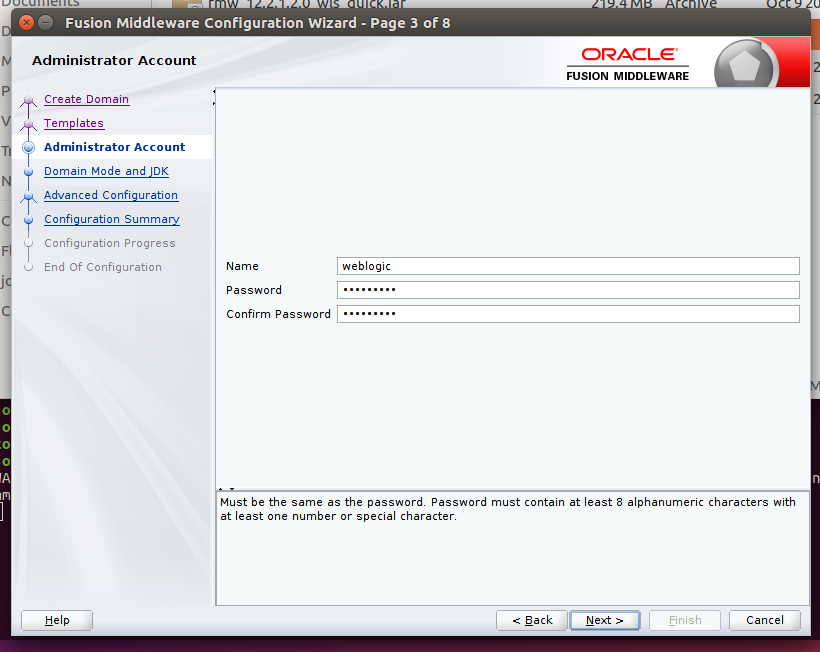 Documents
fmw_12.2.1.2.0_wls_quick.jar
219.4 MB
Archive
Oct 9 20
Fusion Middleware Configuration Wizard - Page 3 of 8
Administrator Account
ORACLE
FUSION MIDDLEWARE
Create Domain
Templates
Administrator Account
Domain Mode and JDK
Advanced Configuration
Configuration Summary
Configuration Progress
End Of Configuration
Name
weblogic
Password
•••••••••
Confirm Password
•••••••••
Must be the same as the password. Password must contain at least 8 alphanumeric characters with
at least one number or special character.
Help
< Back
Next >
Finish
Cancel